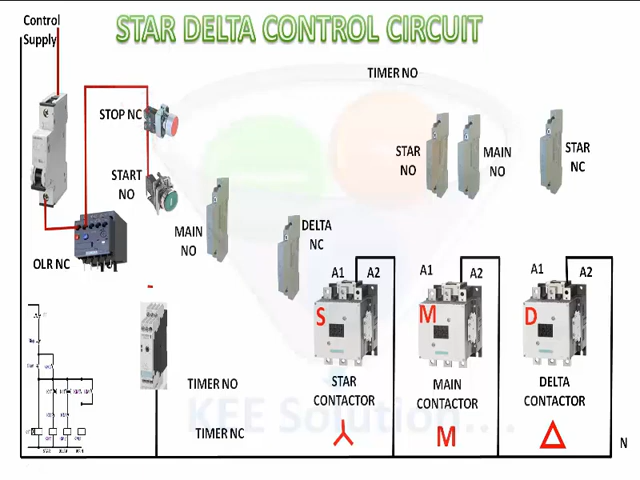 Control
Supply
STAR DELTA CONTROL CIRCUIT
TIMER NO
STOP NC
START
NO
STAR
NO
MAIN
NO
STAR
NC
MAIN
NO
DELTA
NC
OLR NC
A1
A2
A1
A2
A1
A2
S
M
D
TIMER NO
STAR
CONTACTOR
MAIN
CONTACTOR
DELTA
CONTACTOR
TIMER NC
M
N
KEE Solution....